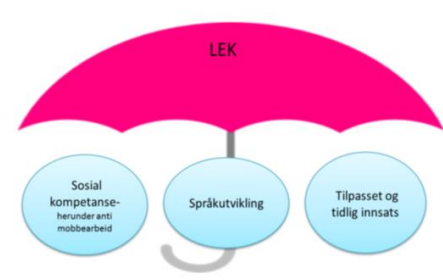 LEK
Sosial
kompetanse-
herunder anti
mobbearbeid
Språkutvikling
Tilpasset og
tidlig innsats